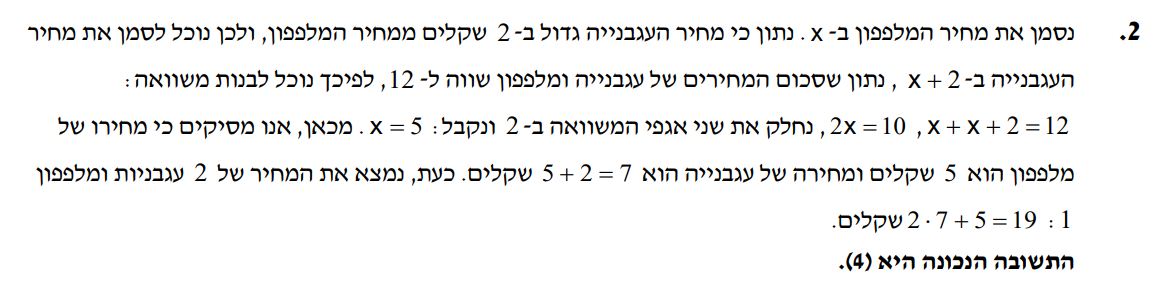 2. נסמן את מחיר המלפפון ב- x . נתון כי מחיר העגבנייה גדול ב- 2 שקלים ממחיר המלפפון, ולכן נוכל לסמן את מחיר
העגבנייה ב- x + 2 , נתון שסכום המחירים של עגבנייה ומלפפון שווה ל- 12, לפיכך נוכל לבנות משוואה:
x + x + 2 = 12 , 2x = 10 , נחלק את שני אגפי המשוואה ב- 2 ונקבל: x = 5 . מכאן, אנו מסיקים כי מחירו של
מלפפון הוא 5 שקלים ומחירה של עגבנייה הוא 5 + 2 = 7 שקלים. כעת, נמצא את המחיר של 2 עגבניות ומלפפון
1 : 2 · 7 + 5 = 19 שקלים.
התשובה הנכונה היא (4).